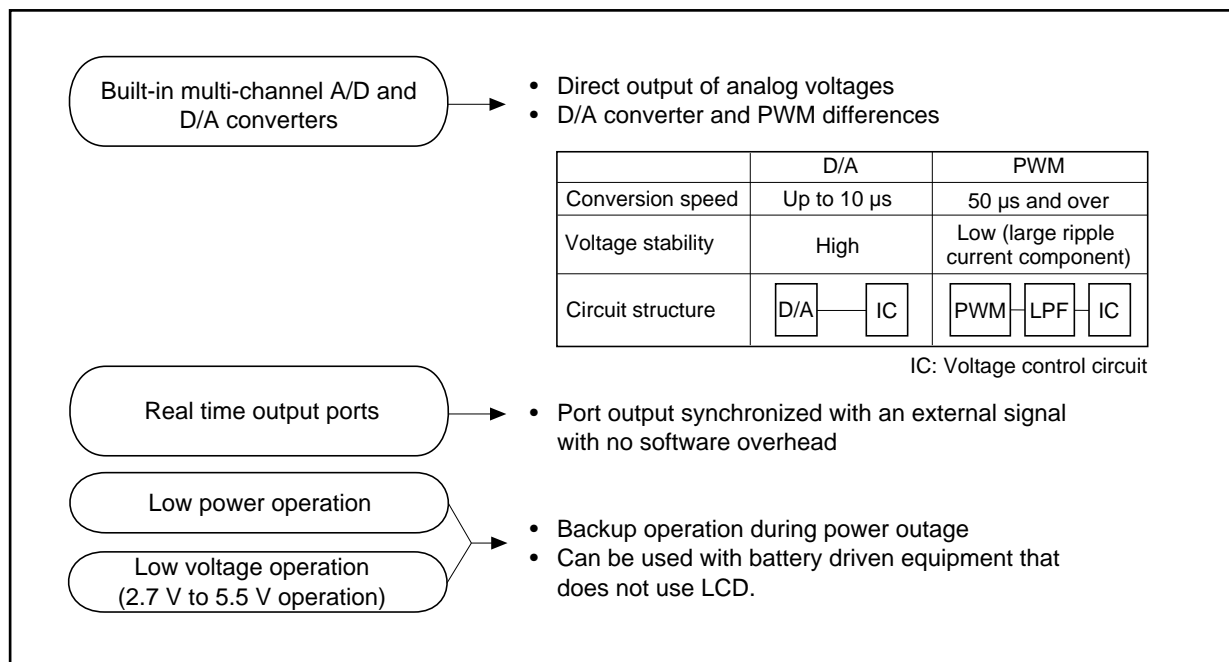 Built-in multi-channel A/D and
D/A converters
• Direct output of analog voltages
• D/A converter and PWM differences
D/A PWM
Conversion speed Up to 10 µs 50 µs and over
Voltage stability High Low (large ripple
current component)
Circuit structure D/A IC PWM LPF IC
IC: Voltage control circuit
Real time output ports
• Port output synchronized with an external signal
with no software overhead
Low power operation
Low voltage operation
(2.7 V to 5.5 V operation)
• Backup operation during power outage
• Can be used with battery driven equipment that
does not use LCD.